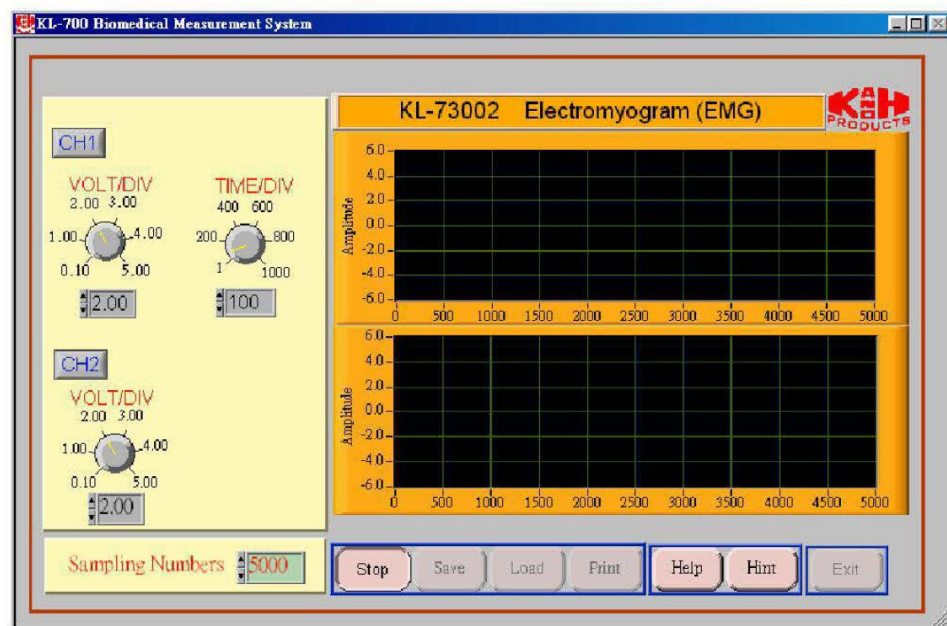 KL-700 Biomedical Measurement System
KL-73002 Electromyogram (EMG)
K AND H
PRODUCTS
CH1
VOLT/DIV TIME/DIV
2.00 3.00 400 600
1.00 4.00 200 800
0.10 5.00 1 1000
2.00 100
CH2
VOLT/DIV
2.00 3.00
1.00 4.00
0.10 5.00
2.00
Sampling Numbers 5000
Amplitude
6.0
4.0
2.0
0.0
-2.0
-4.0
-6.0
0 500 1000 1500 2000 2500 3000 3500 4000 4500 5000
Amplitude
6.0
4.0
2.0
0.0
-2.0
-4.0
-6.0
0 500 1000 1500 2000 2500 3000 3500 4000 4500 5000
Stop Save Load Print Help Hint Exit